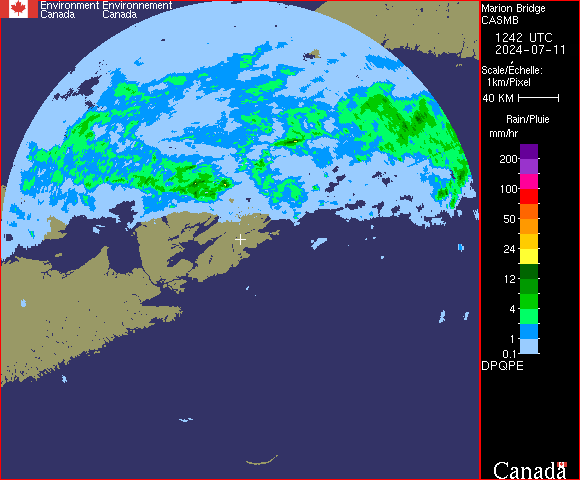 Environment Environnement
Canada Canada
Marion Bridge
CASMB
1242 UTC
2024-07-11
Scale/Échelle:
1km/Pixel
40 KM
Rain/Pluie
mm/hr
200
100
50
24
12
4
1
0.1
DPQPE
Canada